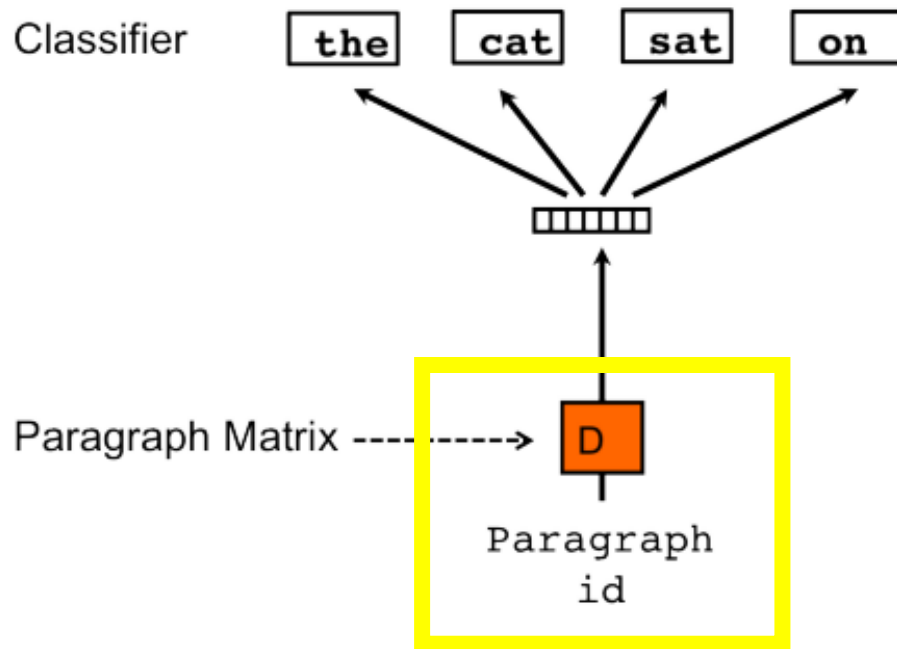 Classifier the cat sat on
Paragraph Matrix D
Paragraph
id